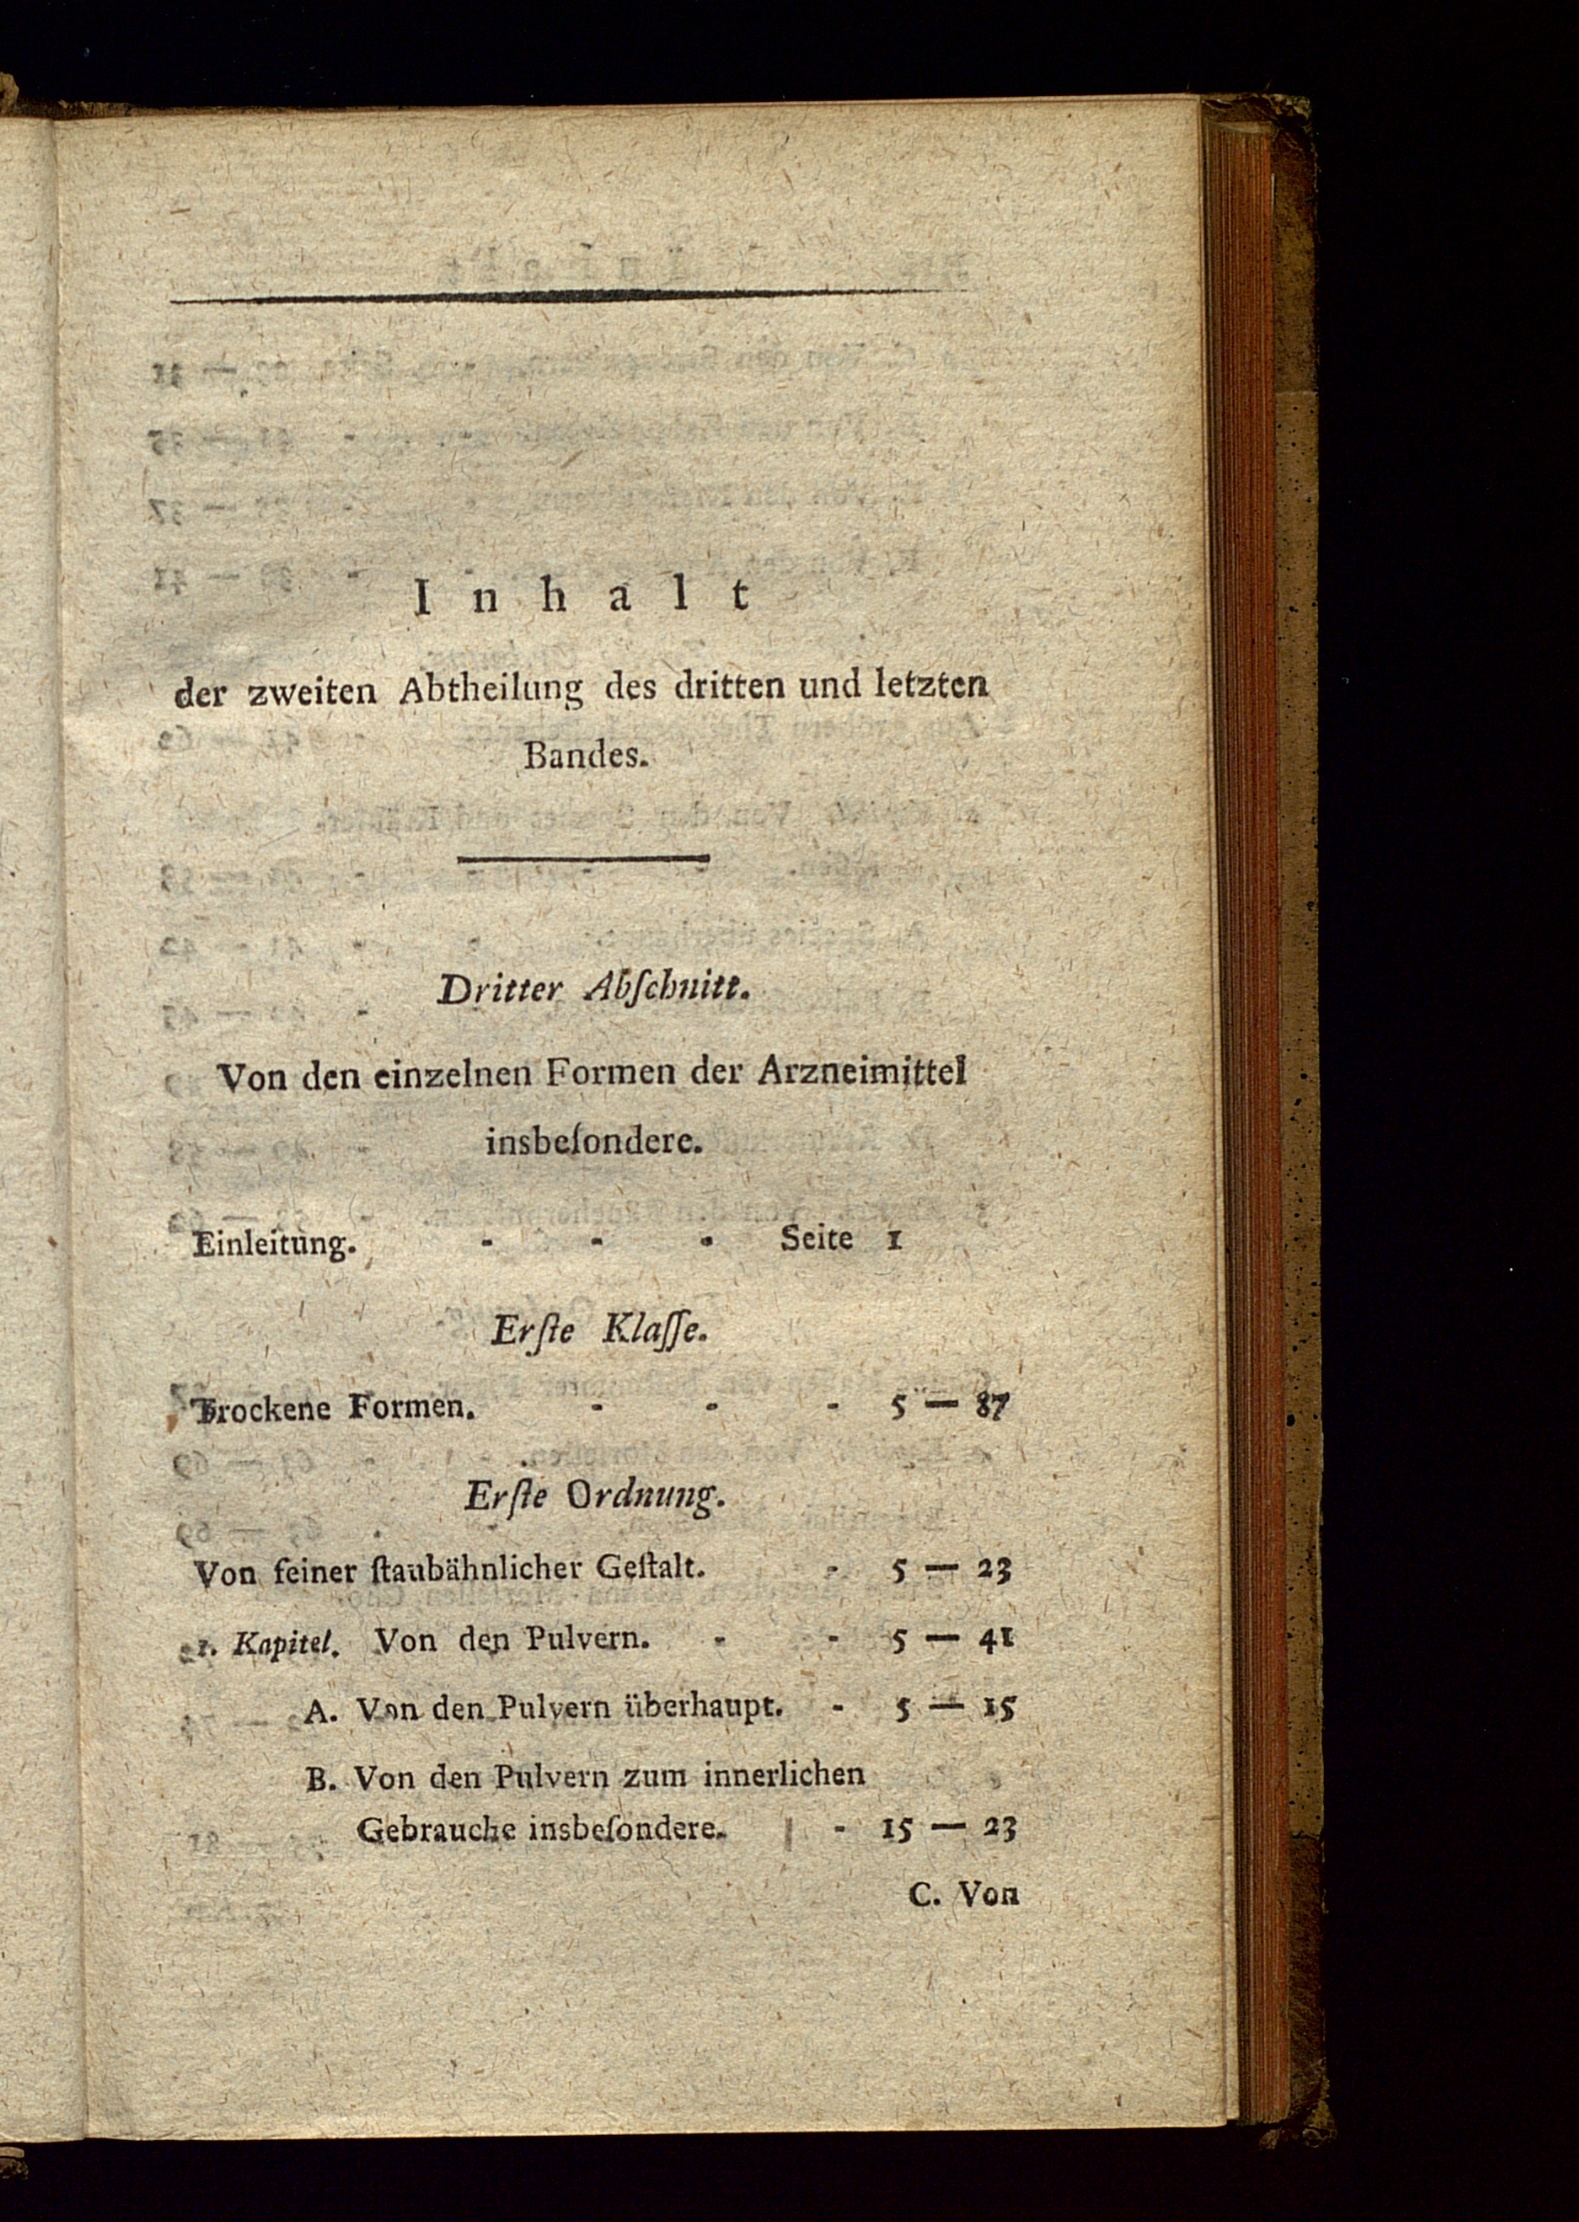 Inhalt
der zweiten Abtheilung des dritten und letzten
Bandes.
Dritter Abſchnitt.
Von den einzelnen Formen der Arzneimittel
insbeſondere.
Einleitung. - - - Seite 1
Erſte Klaſſe.
Trockene Formen. - - - 5 — 87
Erſte Ordnung.
Von feiner ſtaubähnlicher Geſtalt. - 5 — 23
1. Kapitel. Von den Pulvern. - - 5 — 41
A. Von den Pulvern überhaupt. - 5 — 15
B. Von den Pulvern zum innerlichen
Gebrauche insbeſondere. - 15 — 23
C. Von